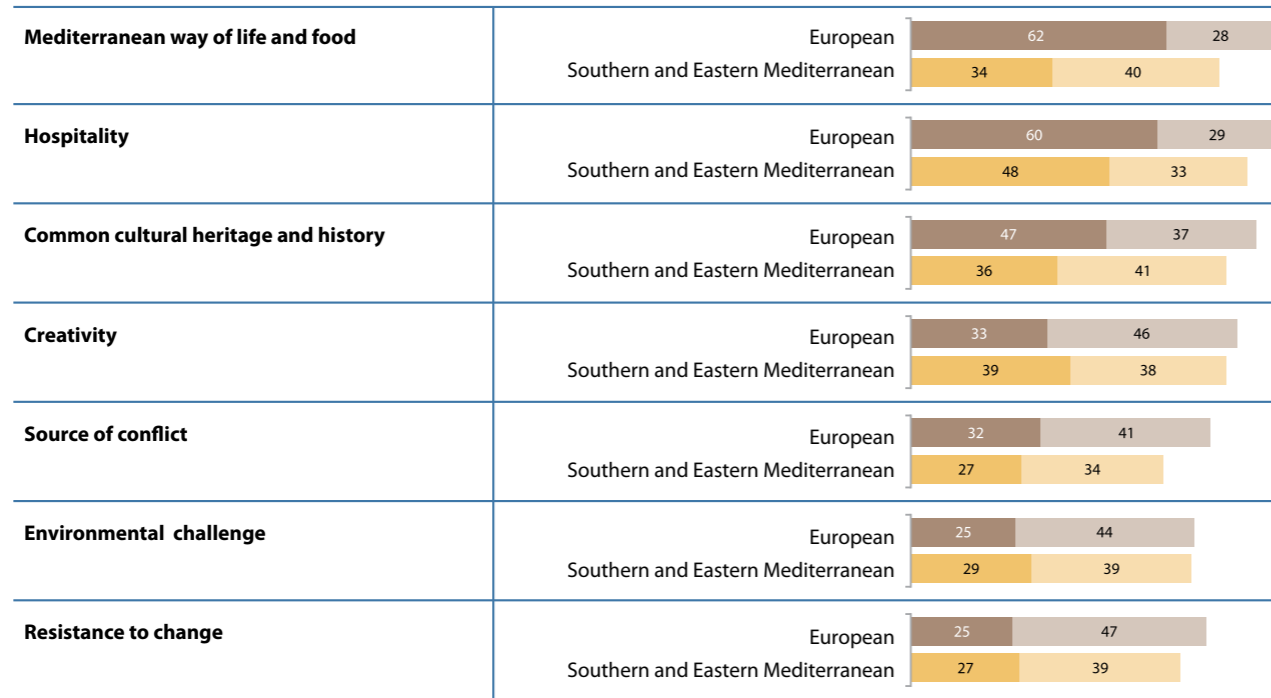 Mediterranean way of life and food
European 62 28
Southern and Eastern Mediterranean 34 40
Hospitality
European 60 29
Southern and Eastern Mediterranean 48 33
Common cultural heritage and history
European 47 37
Southern and Eastern Mediterranean 36 41
Creativity
European 33 46
Southern and Eastern Mediterranean 39 38
Source of conflict
European 32 41
Southern and Eastern Mediterranean 27 34
Environmental challenge
European 25 44
Southern and Eastern Mediterranean 29 39
Resistance to change
European 25 47
Southern and Eastern Mediterranean 27 39